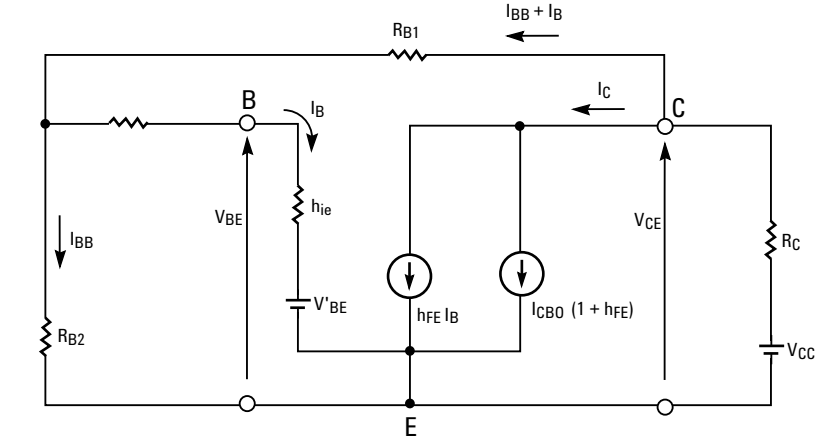 IBB + IB
RB1
IC
B
IB
C
VBE
hie
VCE
IBB
RC
V'BE
hFE IB
ICBO (1 + hFE)
RB2
VCC
E